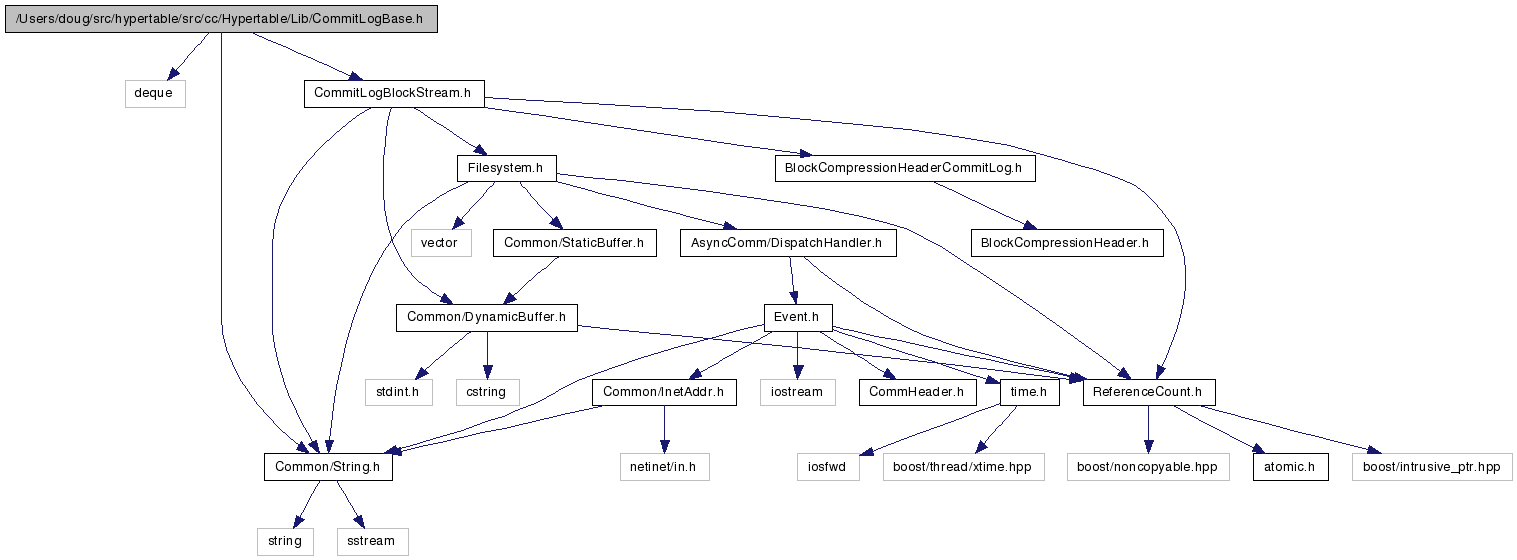 /Users/doug/src/hypertable/src/cc/Hypertable/Lib/CommitLogBase.h
deque
CommitLogBlockStream.h
Filesystem.h
BlockCompressionHeaderCommitLog.h
vector
Common/StaticBuffer.h
AsyncComm/DispatchHandler.h
BlockCompressionHeader.h
Common/DynamicBuffer.h
Event.h
stdint.h
cstring
Common/InetAddr.h
iostream
CommHeader.h
time.h
ReferenceCount.h
Common/String.h
netinet/in.h
iosfwd
boost/thread/xtime.hpp
boost/noncopyable.hpp
atomic.h
boost/intrusive_ptr.hpp
string
sstream